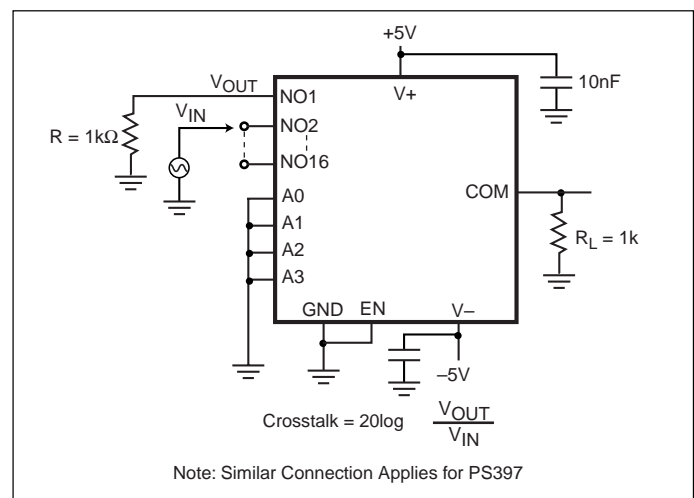 +5V
V+
10nF
VOUT
NO1
VIN
NO2
R = 1kΩ
NO16
A0
COM
A1
RL = 1k
A2
A3
GND
EN
V–
–5V
Crosstalk = 20log VOUT
VIN
Note: Similar Connection Applies for PS397